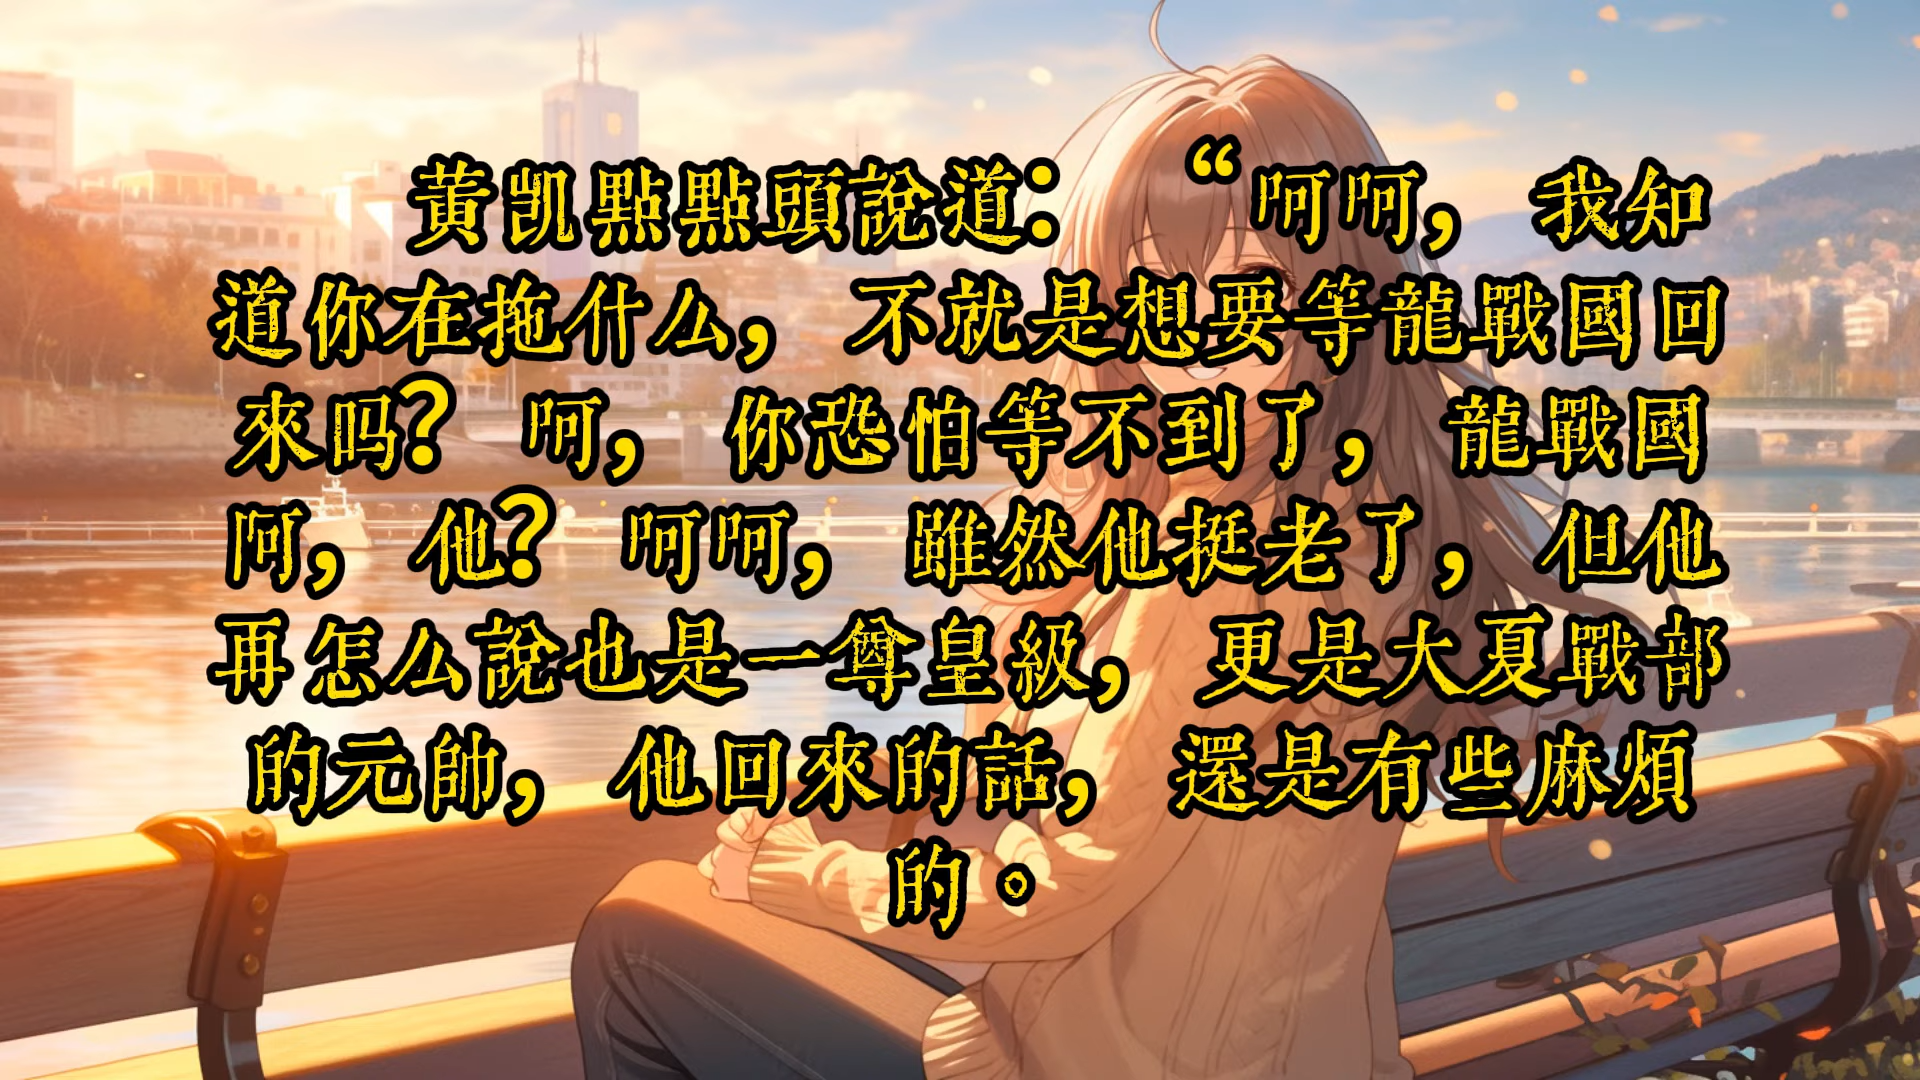 黄凯點點頭說道：“呵呵，我知
道你在拖什么，不就是想要等龍戰國回
來吗？呵，你恐怕等不到了，龍戰國
阿，他？呵呵，雖然他挺老了，但他
再怎么說也是一尊皇級，更是大夏戰部
的元帥，他回來的話，還是有些麻煩
的。